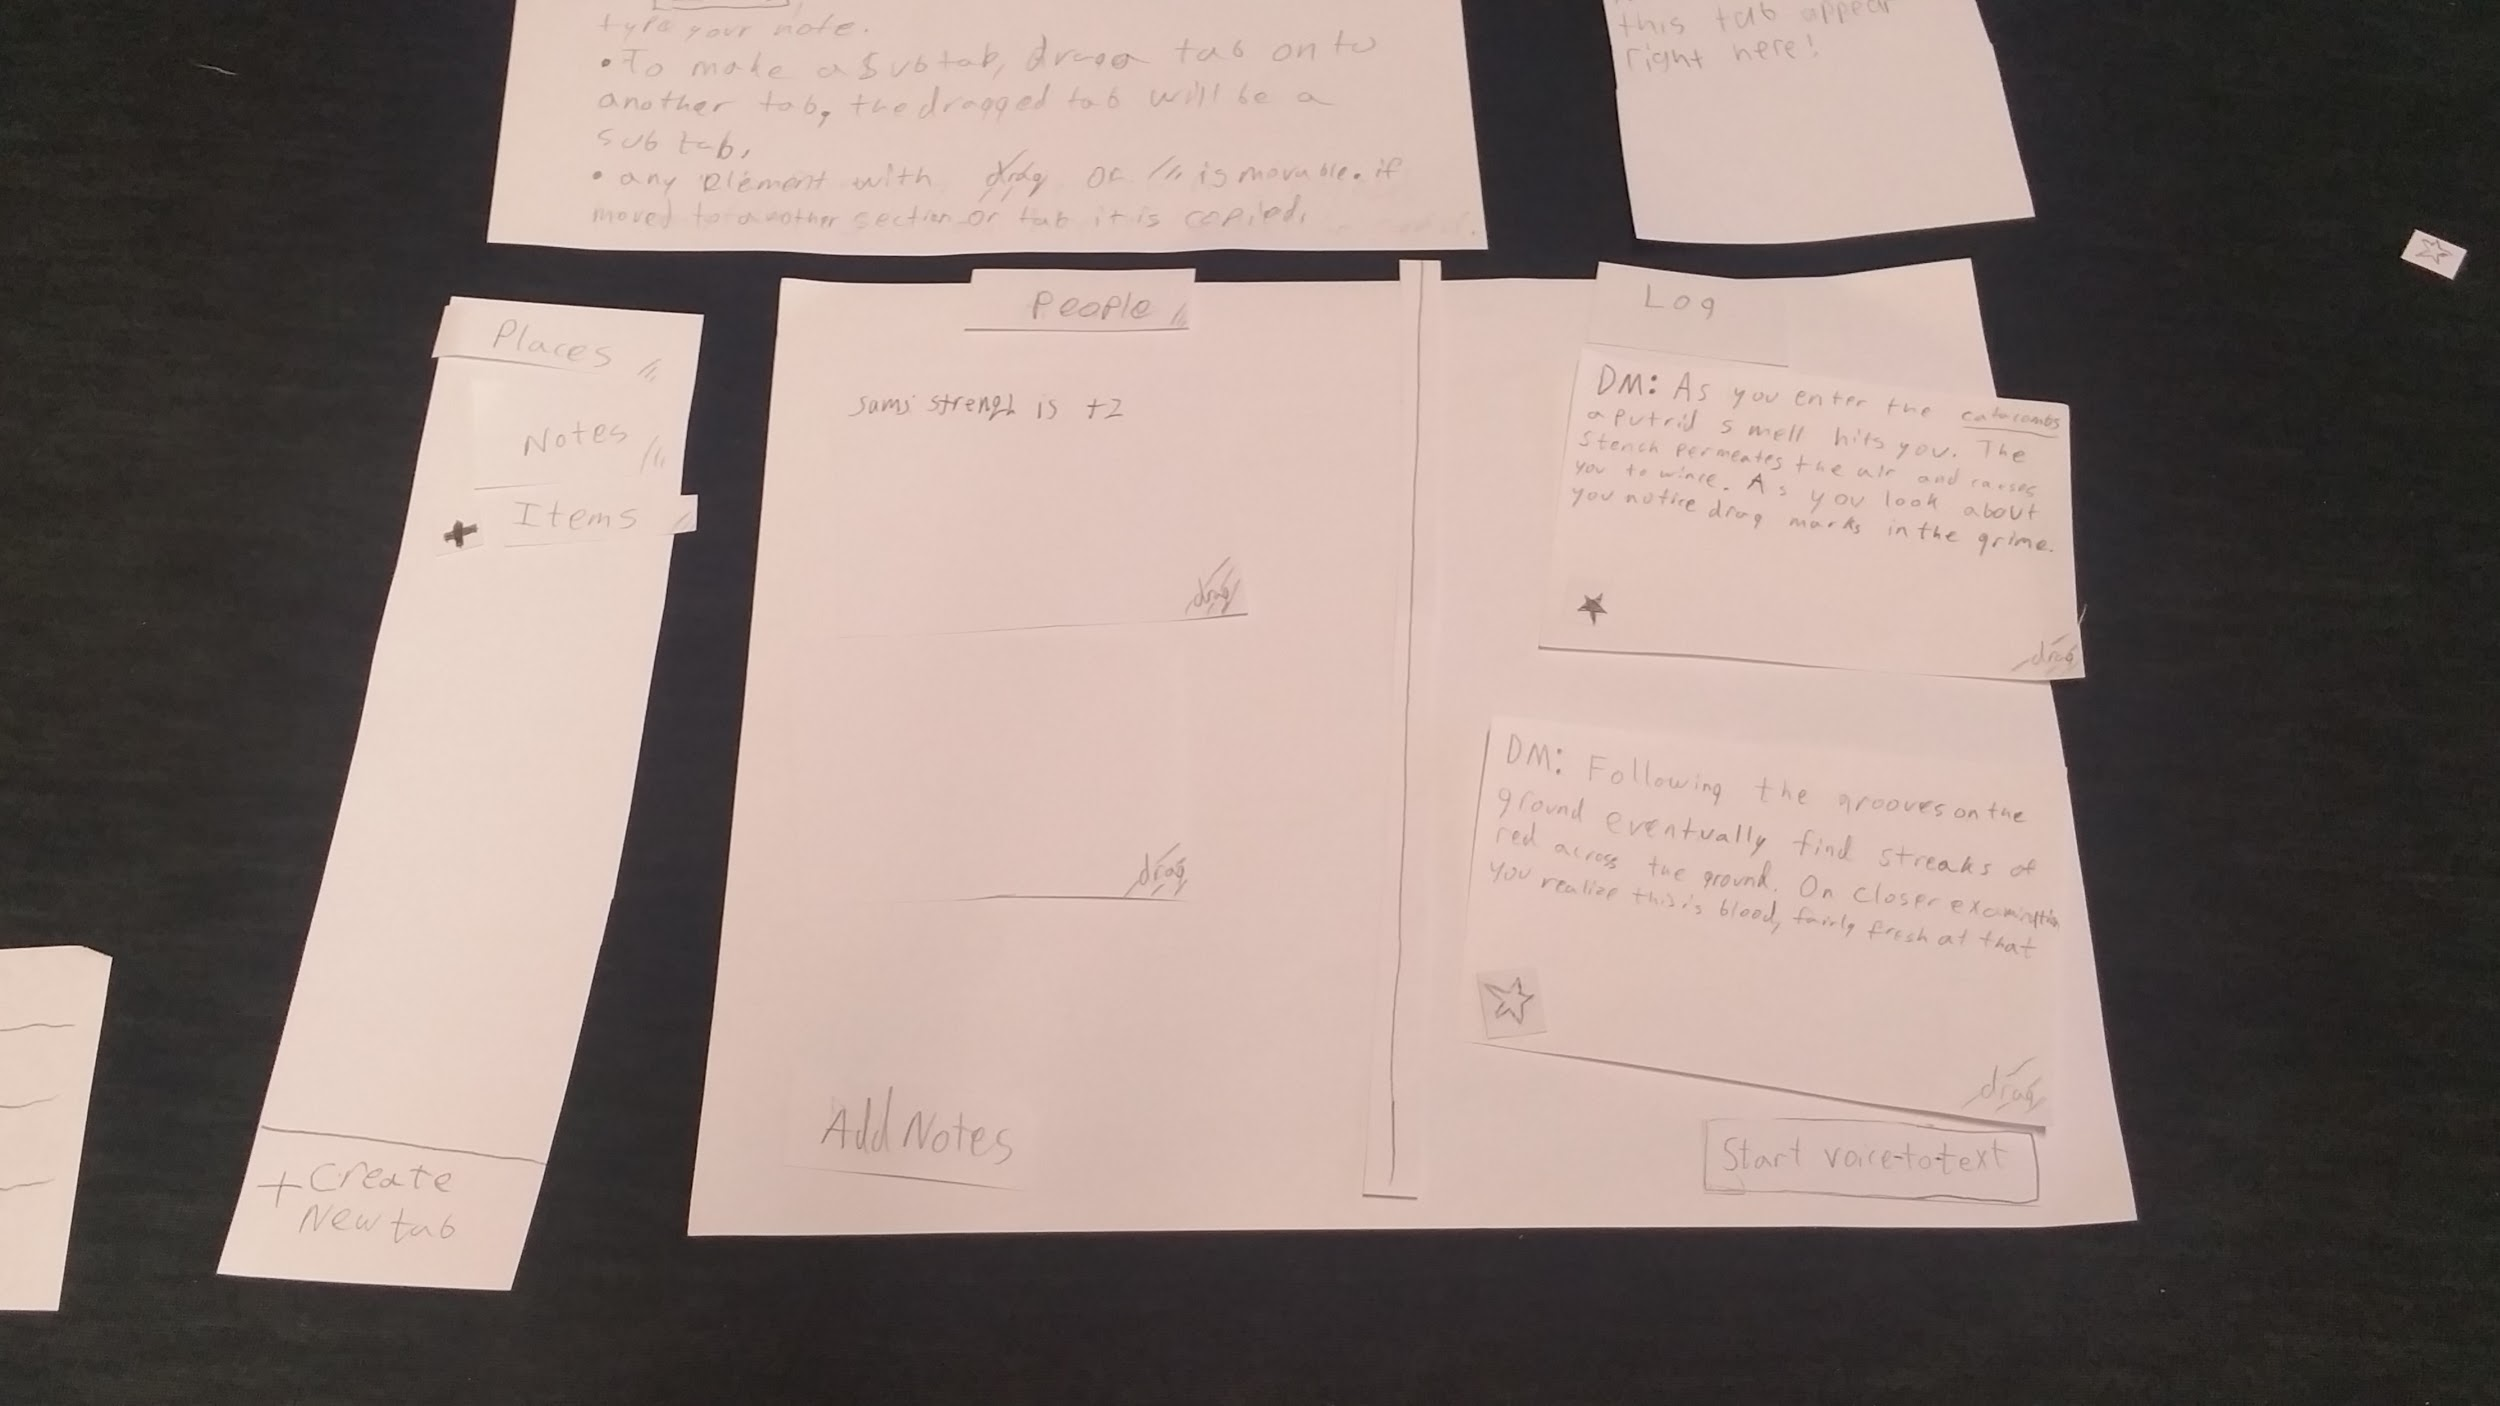 type your note.
• To make a subtab, drag a tab onto
another tab, the dragged tab will be a
sub tab.
• any element with drag or /// is movable. if
moved to another section or tab it is copied.
this tab appear
right here!
Places
Notes
Items
+ Create
New tab
People
sams strengh is +2
drag
drag
Add Notes
Log
DM: As you enter the catacombs
a putrid smell hits you. The
stench permeates the air and causes
you to wince. As you look about
you notice drag marks in the grime.
drag
DM: Following the grooves on the
ground eventually find streaks of
red across the ground. On closer examination
you realize this is blood, fairly fresh at that
drag
Start voice-to-text